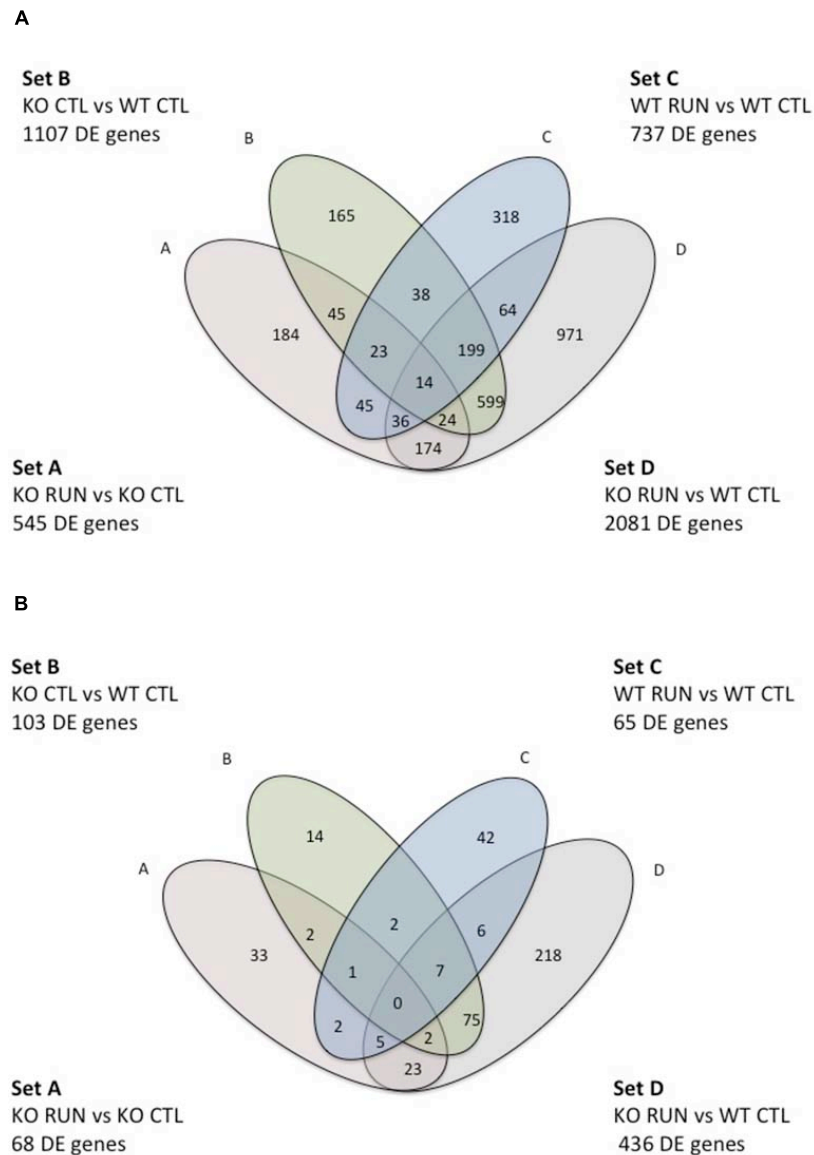 A
Set B
KO CTL vs WT CTL
1107 DE genes
Set C
WT RUN vs WT CTL
737 DE genes
B
C
A
D
165
318
38
45
64
184
971
23
199
14
45
599
36
24
174
Set A
KO RUN vs KO CTL
545 DE genes
Set D
KO RUN vs WT CTL
2081 DE genes
B
Set B
KO CTL vs WT CTL
103 DE genes
Set C
WT RUN vs WT CTL
65 DE genes
B
C
A
D
14
42
2
2
6
33
218
1
7
0
2
75
5
2
23
Set A
KO RUN vs KO CTL
68 DE genes
Set D
KO RUN vs WT CTL
436 DE genes